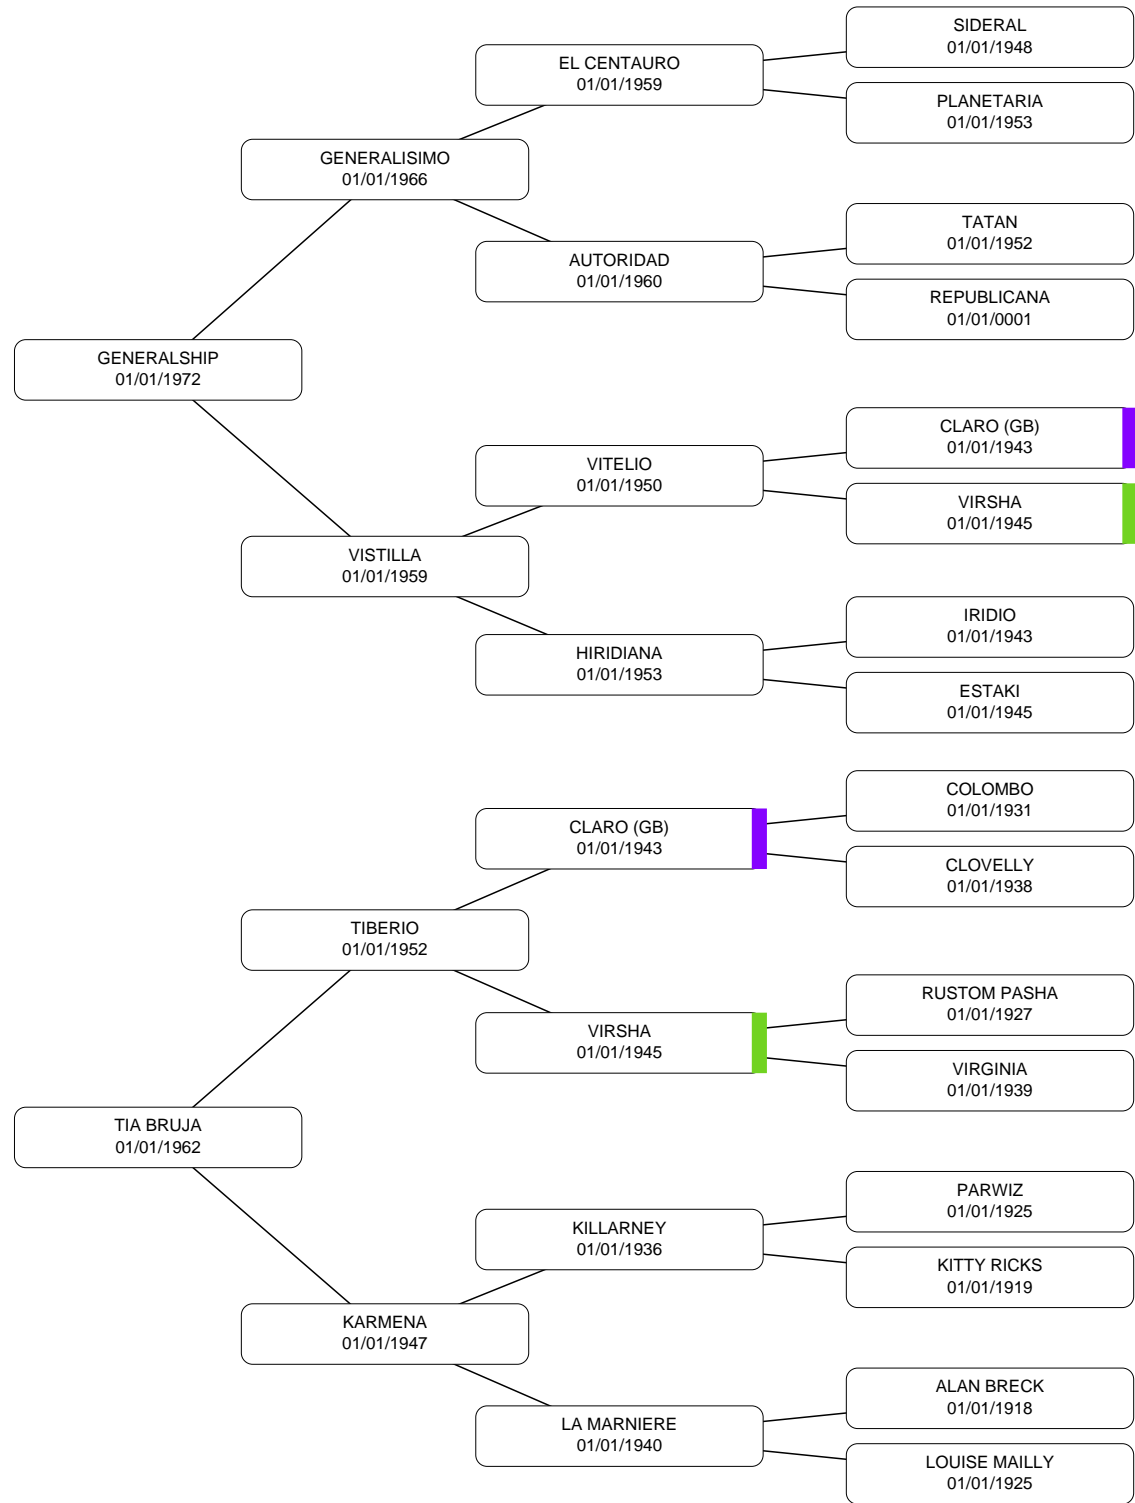 SIDERAL
01/01/1948
EL CENTAURO
01/01/1959
PLANETARIA
01/01/1953
GENERALISIMO
01/01/1966
TATAN
01/01/1952
AUTORIDAD
01/01/1960
REPUBLICANA
01/01/0001
GENERALSHIP
01/01/1972
CLARO (GB)
01/01/1943
VITELIO
01/01/1950
VIRSHA
01/01/1945
VISTILLA
01/01/1959
IRIDIO
01/01/1943
HIRIDIANA
01/01/1953
ESTAKI
01/01/1945
COLOMBO
01/01/1931
CLARO (GB)
01/01/1943
CLOVELLY
01/01/1938
TIBERIO
01/01/1952
RUSTOM PASHA
01/01/1927
VIRSHA
01/01/1945
VIRGINIA
01/01/1939
TIA BRUJA
01/01/1962
PARWIZ
01/01/1925
KILLARNEY
01/01/1936
KITTY RICKS
01/01/1919
KARMENA
01/01/1947
ALAN BRECK
01/01/1918
LA MARNIERE
01/01/1940
LOUISE MAILLY
01/01/1925